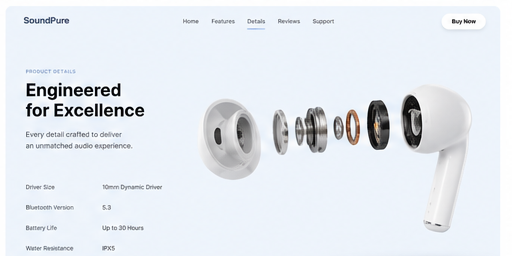 SoundPure
Home Features Details Reviews Support
Buy Now
PRODUCT DETAILS
Engineered
for Excellence
Every detail crafted to deliver
an unmatched audio experience.
Driver Size 10mm Dynamic Driver
Bluetooth Version 5.3
Battery Life Up to 30 Hours
Water Resistance IPX5